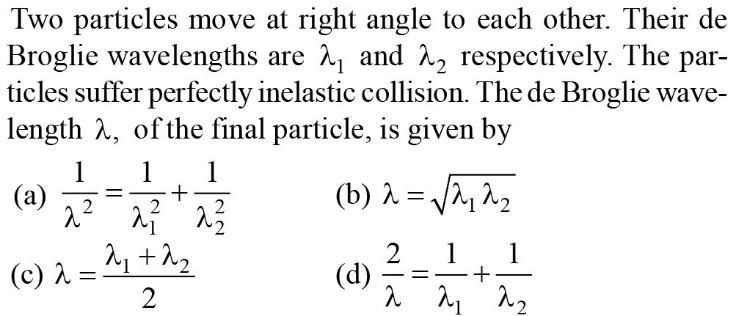 Two particles move at right angle to each other. Their de
Broglie wavelengths are λ₁ and λ₂ respectively. The par-
ticles suffer perfectly inelastic collision. The de Broglie wave-
length λ, of the final particle, is given by
(a) 1/λ² = 1/λ₁² + 1/λ₂² (b) λ = √(λ₁ λ₂)
(c) λ = (λ₁ + λ₂)/2 (d) 2/λ = 1/λ₁ + 1/λ₂